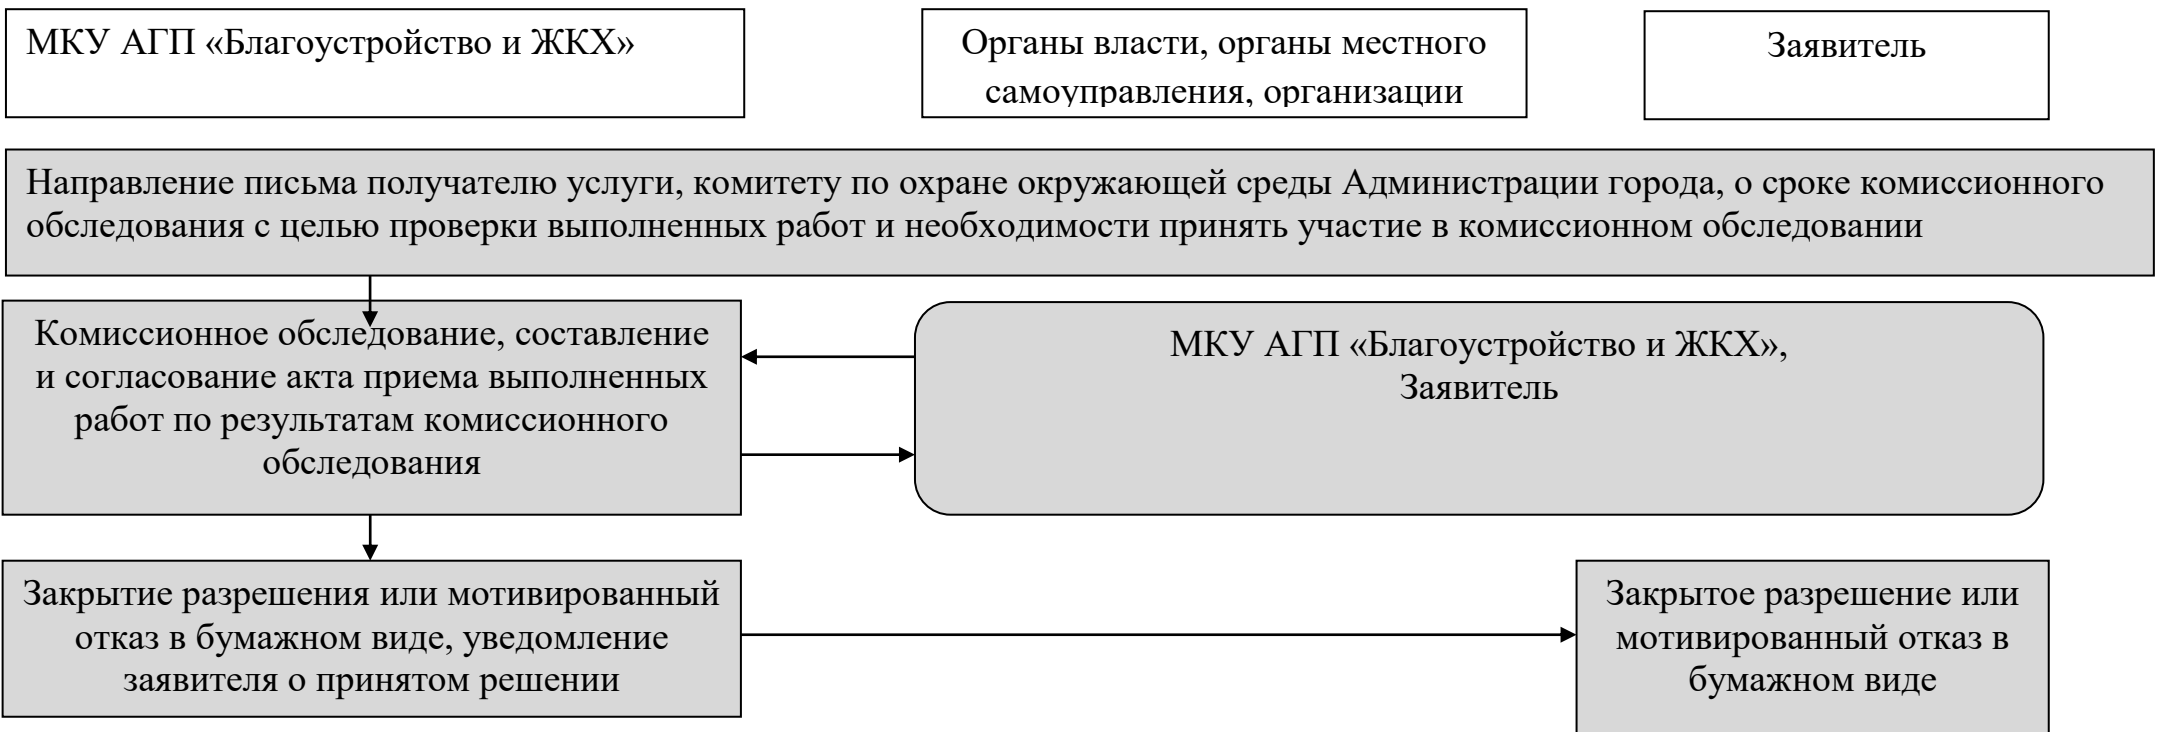 МКУ АГП «Благоустройство и ЖКХ»
Органы власти, органы местного
самоуправления, организации
Заявитель
Направление письма получателю услуги, комитету по охране окружающей среды Администрации города, о сроке комиссионного
обследования с целью проверки выполненных работ и необходимости принять участие в комиссионном обследовании
Комиссионное обследование, составление
и согласование акта приема выполненных
работ по результатам комиссионного
обследования
МКУ АГП «Благоустройство и ЖКХ»,
Заявитель
Закрытие разрешения или мотивированный
отказ в бумажном виде, уведомление
заявителя о принятом решении
Закрытое разрешение или
мотивированный отказ в
бумажном виде